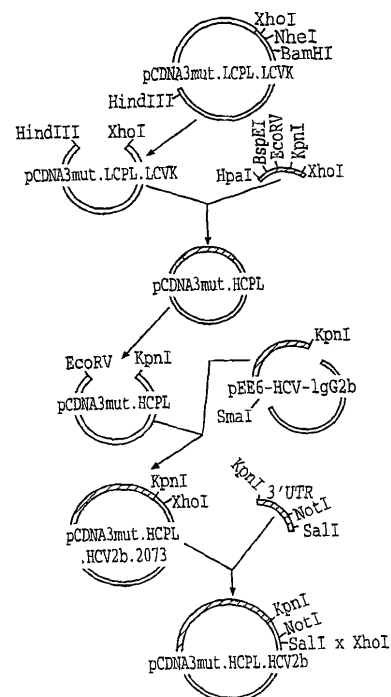 XhoI
NheI
BamHI
pCDNA3mut.LCPL.LCVK
HindIII
HindIII XhoI
pCDNA3mut.LCPL.LCVK
HpaI BspEI EcoRV KpnI XhoI
pCDNA3mut.HCPL
EcoRV KpnI
pCDNA3mut.HCPL
KpnI
pEE6-HCV-lgG2b
SmaI
KpnI
XhoI
pCDNA3mut.HCPL
.HCV2b.2073
KpnI 3'UTR
NotI
SalI
KpnI
NotI
SalI x XhoI
pCDNA3mut.HCPL.HCV2b